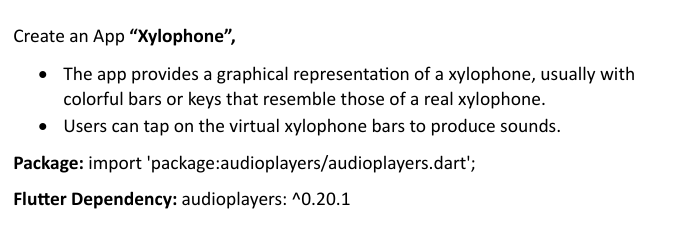 Create an App “Xylophone”,
• The app provides a graphical representation of a xylophone, usually with
colorful bars or keys that resemble those of a real xylophone.
• Users can tap on the virtual xylophone bars to produce sounds.
Package: import 'package:audioplayers/audioplayers.dart';
Flutter Dependency: audioplayers: ^0.20.1